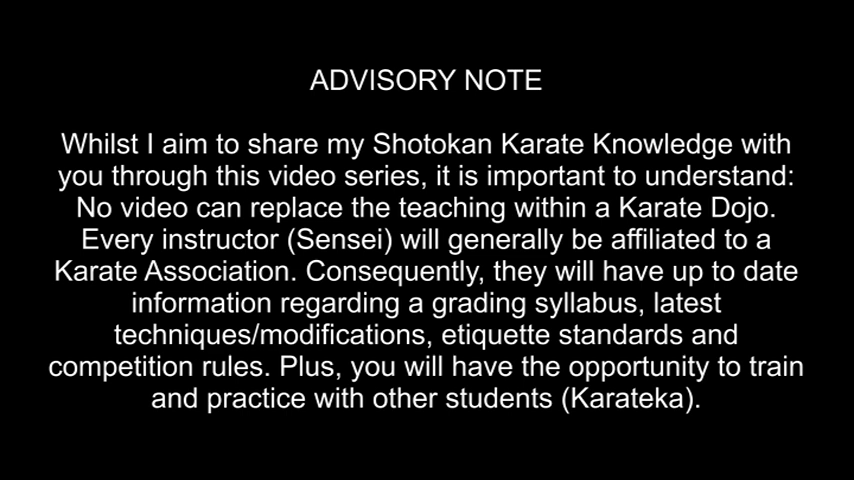 ADVISORY NOTE
Whilst I aim to share my Shotokan Karate Knowledge with
you through this video series, it is important to understand:
No video can replace the teaching within a Karate Dojo.
Every instructor (Sensei) will generally be affiliated to a
Karate Association. Consequently, they will have up to date
information regarding a grading syllabus, latest
techniques/modifications, etiquette standards and
competition rules. Plus, you will have the opportunity to train
and practice with other students (Karateka).